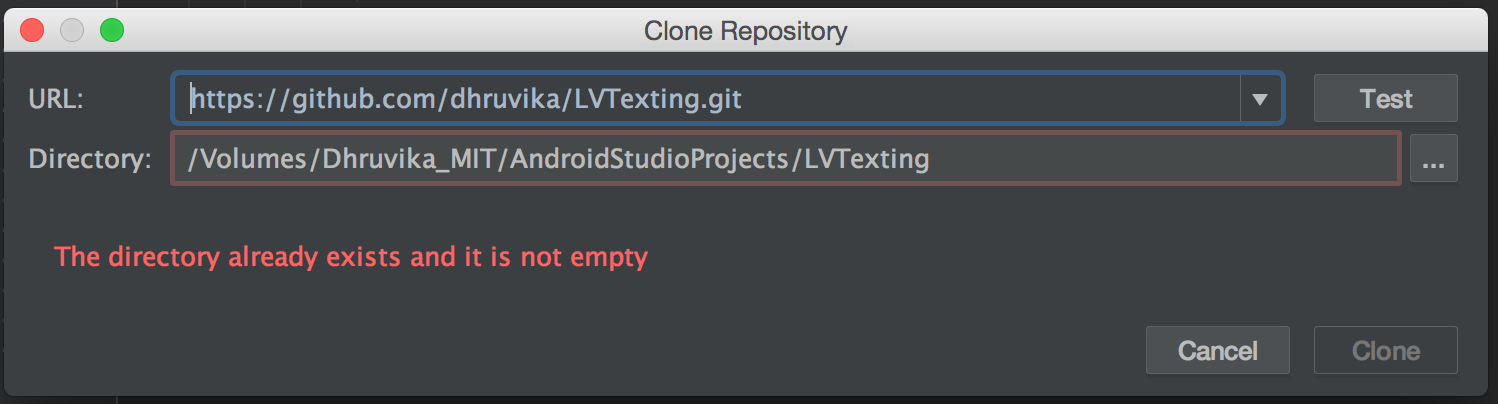 Clone Repository
URL: https://github.com/dhruvika/LVTexting.git Test
Directory: /Volumes/Dhruvika_MIT/AndroidStudioProjects/LVTexting ...
The directory already exists and it is not empty
Cancel Clone